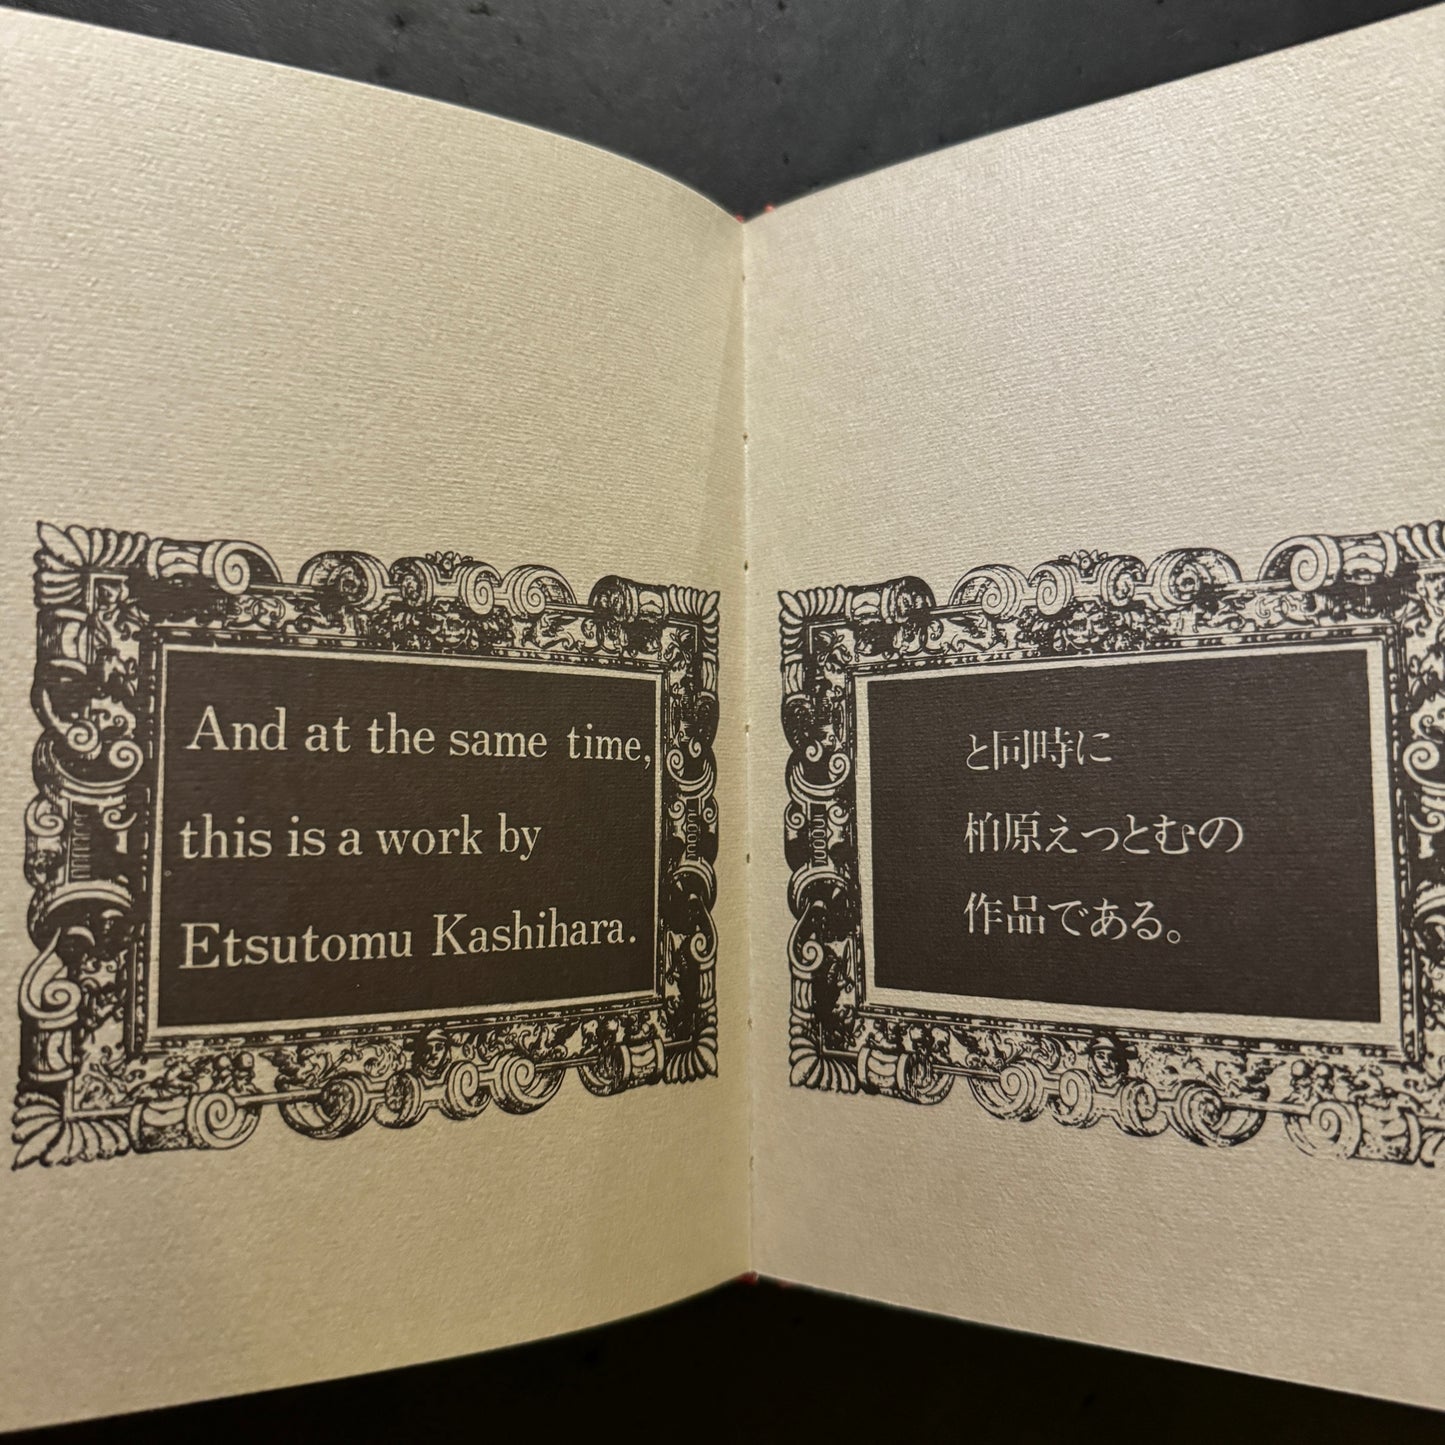 And at the same time,
this is a work by
Etsutomu Kashihara.
と同時に
柏原えつとむの
作品である。